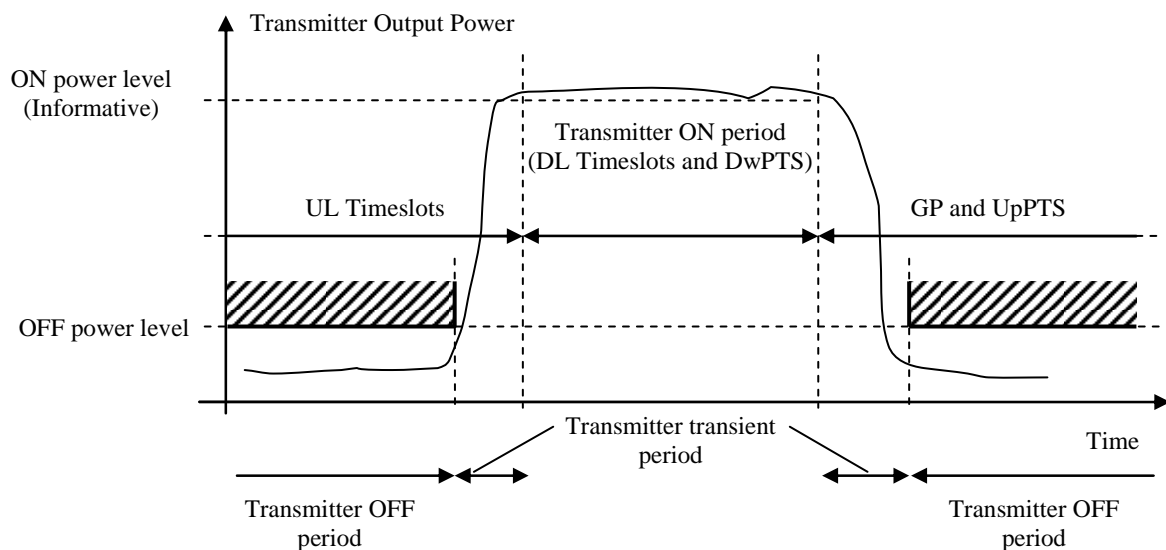 Transmitter Output Power
ON power level
(Informative)
Transmitter ON period
(DL Timeslots and DwPTS)
UL Timeslots
GP and UpPTS
OFF power level
Transmitter transient
period
Time
Transmitter OFF
period
Transmitter OFF
period